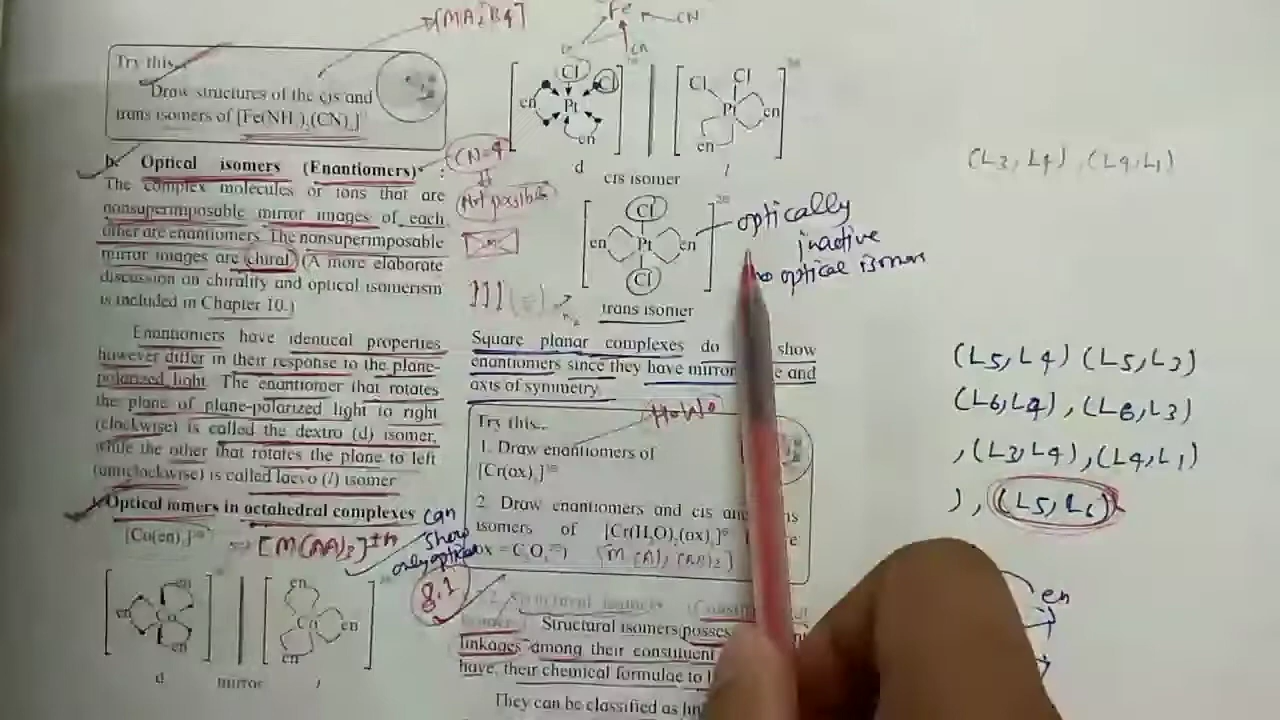 [MA2B4]
Fe
CN
cn
Try this..
Draw structures of the cis and
trans isomers of [Fe(NH3)2(CN)4]
b. Optical isomers (Enantiomers) :
The complex molecules or ions that are
nonsuperimposable mirror images of each
other are enantiomers. The nonsuperimposable
mirror images are chiral. (A more elaborate
discussion on chirality and optical isomerism
is included in Chapter 10.)
Enantiomers have identical properties
however differ in their response to the plane-
polarized light. The enantiomer that rotates
the plane of plane-polarized light to right
(clockwise) is called the dextro (d) isomer,
while the other that rotates the plane to left
(anticlockwise) is called laevo (l) isomer
Optical iomers in octahedral complexes
[Co(en)3]
[M(AA)3]±n
can
show
only optical
en
en
en
Co
en
en
en
d mirror l
CN=4
Not possible
Cl
Cl
en
Pt
en
Cl
Cl
Pt
en
en
d l
cis isomer
Cl
en Pt en
Cl
trans isomer
optically
inactive
no optical isomers
Square planar complexes do show
enantiomers since they have mirror and
axis of symmetry.
H.W.
Try this..
1. Draw enantiomers of
[Cr(ox)3]
2. Draw enantiomers and cis and
isomers of [Cr(H2O)2(ox)2]
ox = C2O4
8.1
Structural isomers
Structural isomers possess
linkages among their constituent
have, their chemical formulae to
They can be classified as
(L3, L4) , (L4, L1)
(L5, L4) (L5, L3)
(L6, L4) , (L6, L3)
, (L3, L4) , (L4, L1)
) , (L5, L6)
en